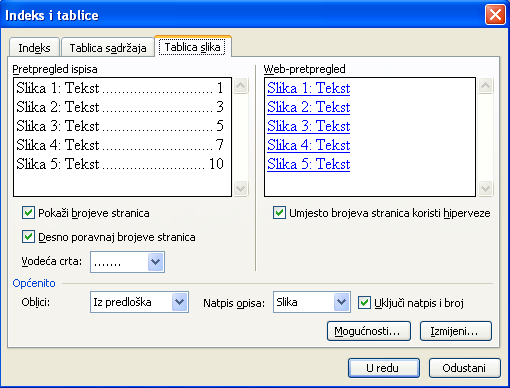 Indeks i tablice
Indeks
Tablica sadržaja
Tablica slika
Pretpregled ispisa
Slika 1: Tekst ............................. 1
Slika 2: Tekst ............................. 3
Slika 3: Tekst ............................. 5
Slika 4: Tekst ............................. 7
Slika 5: Tekst ........................... 10
Web-pretpregled
Slika 1: Tekst
Slika 2: Tekst
Slika 3: Tekst
Slika 4: Tekst
Slika 5: Tekst
Pokaži brojeve stranica
Desno poravnaj brojeve stranica
Vodeća crta: .......
Umjesto brojeva stranica koristi hiperveze
Općenito
Oblici: Iz predloška
Natpis opisa: Slika
Uključi natpis i broj
Mogućnosti...
Izmijeni...
U redu
Odustani